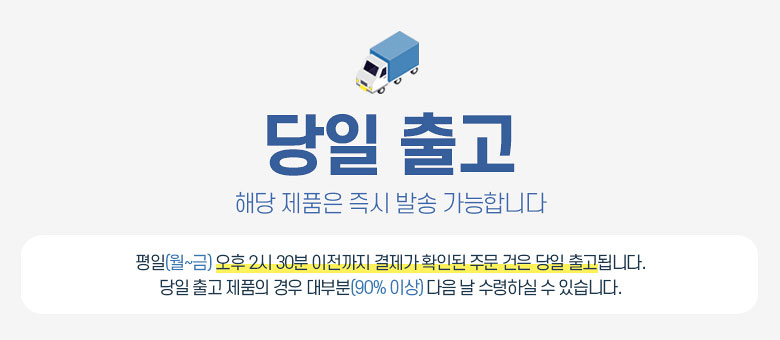 당일 출고
해당 제품은 즉시 발송 가능합니다
평일(월~금) 오후 2시 30분 이전까지 결제가 확인된 주문 건은 당일 출고됩니다.
당일 출고 제품의 경우 대부분(90% 이상) 다음 날 수령하실 수 있습니다.